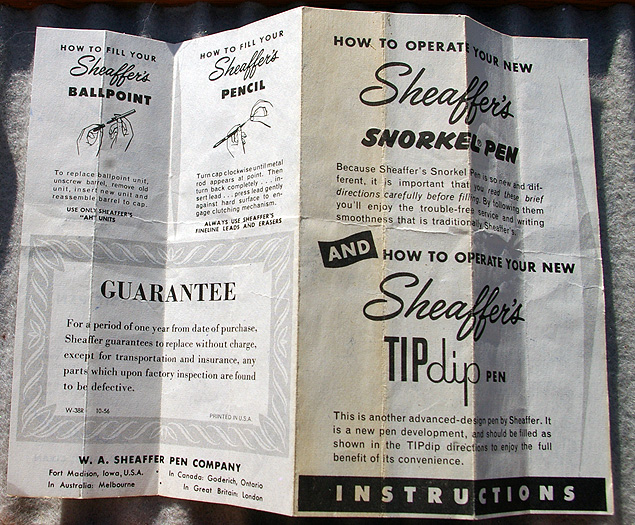 HOW TO FILL YOUR
Sheaffer's
BALLPOINT
To replace ballpoint unit,
unscrew barrel, remove old
unit, insert new unit and
reassemble barrel to cap.
USE ONLY SHEAFFER'S
UNITS
HOW TO FILL YOUR
Sheaffer's
PENCIL
Turn cap clockwise until metal
rod appears at point. Then
turn back completely . . . in-
sert lead . . . press lead gently
against hard surface to en-
gage clutching mechanism.
ALWAYS USE SHEAFFER'S
FINELINE LEADS AND ERASERS
GUARANTEE
For a period of one year from date of purchase,
Sheaffer guarantees to replace without charge,
except for transportation and insurance, any
parts which upon factory inspection are found
to be defective.
W-38R 10-56
PRINTED IN U.S.A.
W. A. SHEAFFER PEN COMPANY
Fort Madison, Iowa, U.S.A. • In Canada: Goderich, Ontario
In Australia: Melbourne • In Great Britain: London
HOW TO OPERATE YOUR NEW
Sheaffer's
SNORKEL PEN
Because Sheaffer's Snorkel Pen is so new and dif-
ferent, it is important that you read these brief
directions carefully before filling. By following them
you'll enjoy the trouble-free service and writing
smoothness that is traditionally Sheaffer's.
AND HOW TO OPERATE YOUR NEW
Sheaffer's
TIPdip PEN
This is another advanced-design pen by Sheaffer. It
is a new pen development, and should be filled as
shown in the TIPdip directions to enjoy the full
benefit of its convenience.
INSTRUCTIONS